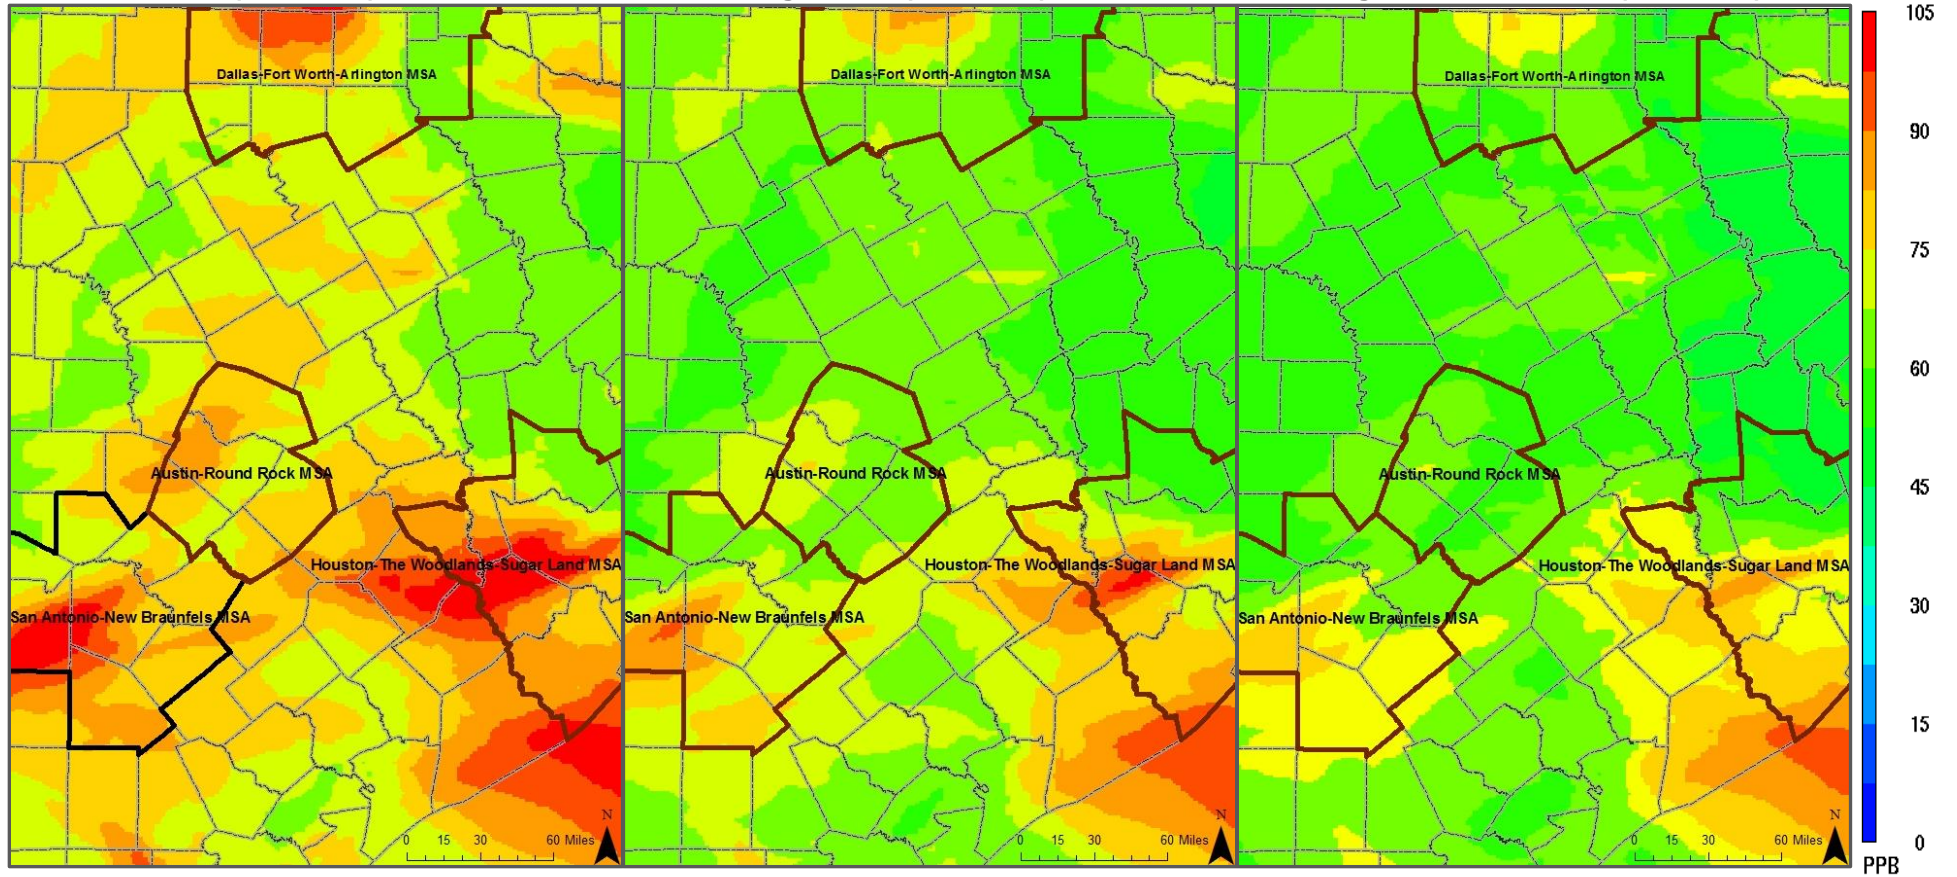 Dallas-Fort Worth-Arlington MSA
Austin-Round Rock MSA
Houston-The Woodlands-Sugar Land MSA
San Antonio-New Braunfels MSA
N
0 15 30 60 Miles
Dallas-Fort Worth-Arlington MSA
Austin-Round Rock MSA
Houston-The Woodlands-Sugar Land MSA
San Antonio-New Braunfels MSA
N
0 15 30 60 Miles
Dallas-Fort Worth-Arlington MSA
Austin-Round Rock MSA
Houston-The Woodlands-Sugar Land MSA
San Antonio-New Braunfels MSA
N
0 15 30 60 Miles
105
90
75
60
45
30
15
0
PPB